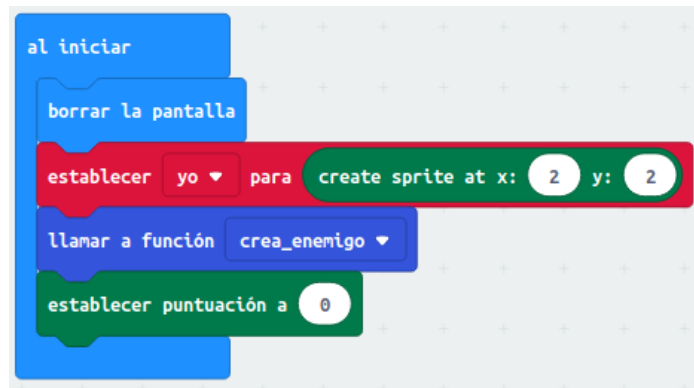 al iniciar
borrar la pantalla
establecer yo para create sprite at x: 2 y: 2
llamar a función crea_enemigo
establecer puntuación a 0